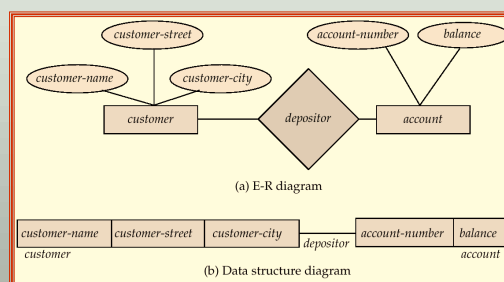 customer-street
account-number
balance
customer-name
customer-city
customer
depositor
account
(a) E-R diagram
customer-name customer-street customer-city account-number balance
depositor
customer account
(b) Data structure diagram